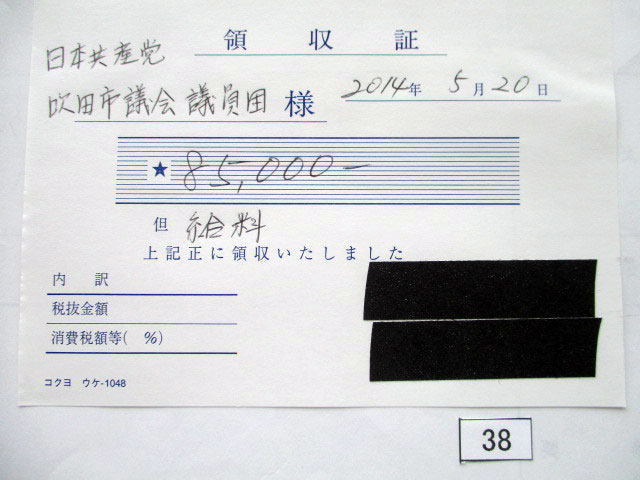 領収証
日本共産党
吹田市議会 議員団 様
2014年 5月20日
★ 85,000-
但 給料
上記正に領収いたしました
内訳
税抜金額
消費税額等( %)
コクヨ ウケ-1048
38